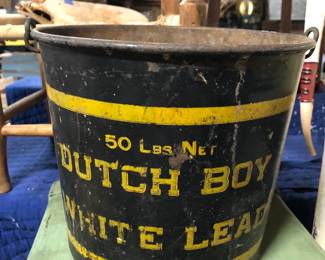 50 LBS NET
DUTCH BOY
WHITE LEAD